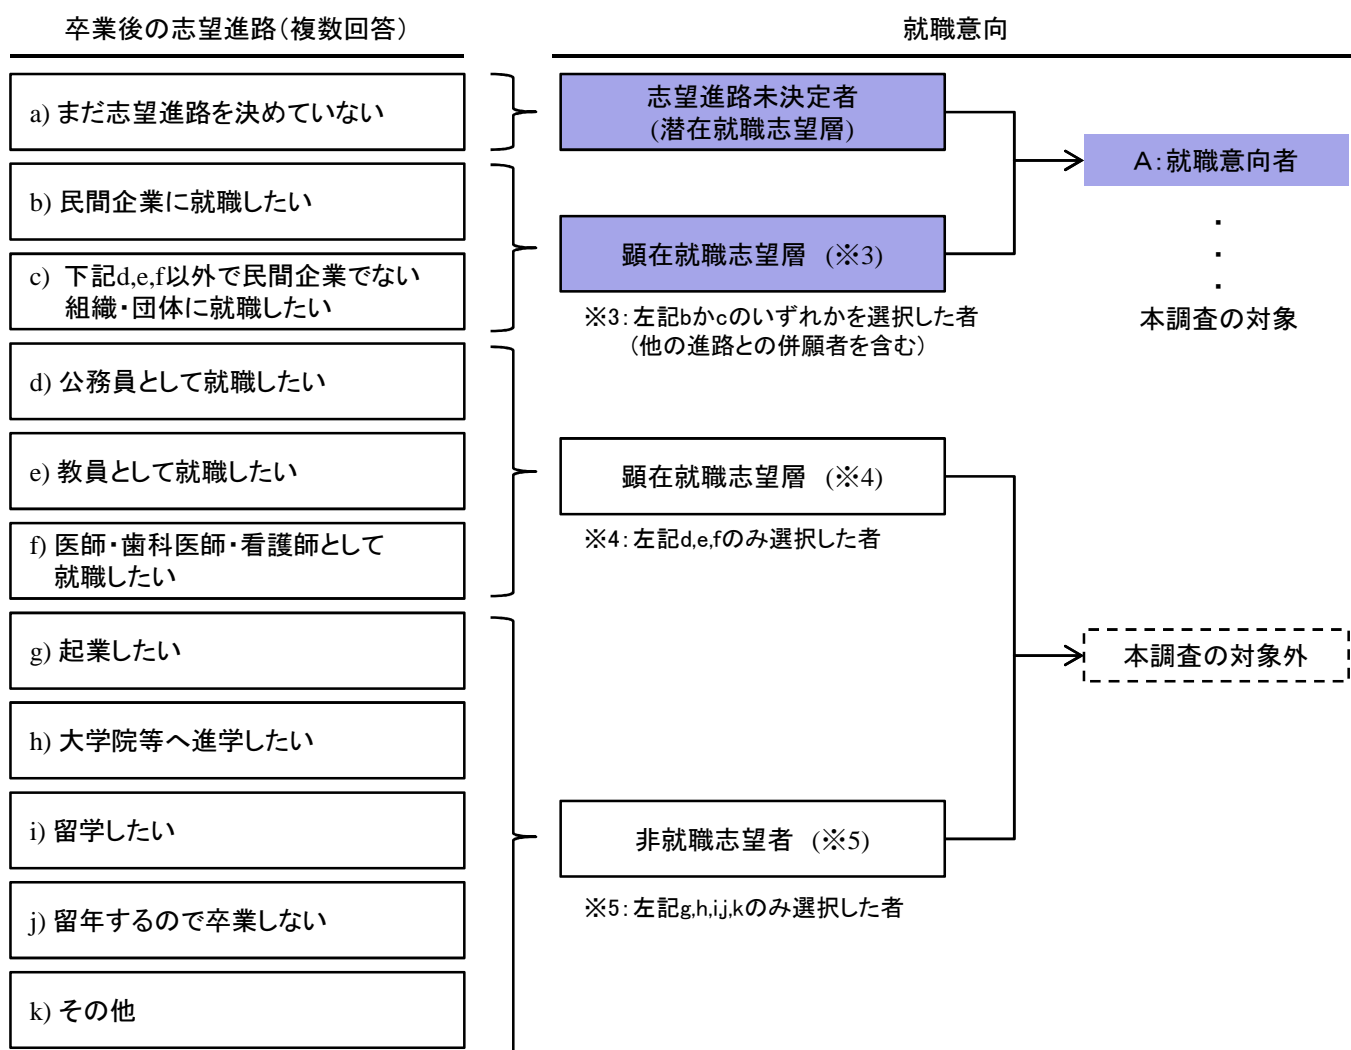 卒業後の志望進路(複数回答)
就職意向
a) まだ志望進路を決めていない
b) 民間企業に就職したい
c) 下記d,e,f以外で民間企業でない
組織・団体に就職したい
d) 公務員として就職したい
e) 教員として就職したい
f) 医師・歯科医師・看護師として
就職したい
g) 起業したい
h) 大学院等へ進学したい
i) 留学したい
j) 留年するので卒業しない
k) その他
志望進路未決定者
(潜在就職志望層)
顕在就職志望層 (※3)
※3:左記bかcのいずれかを選択した者
(他の進路との併願者を含む)
顕在就職志望層 (※4)
※4:左記d,e,fのみ選択した者
非就職志望者 (※5)
※5:左記g,h,i,j,kのみ選択した者
A:就職意向者
・
・
・
本調査の対象
本調査の対象外